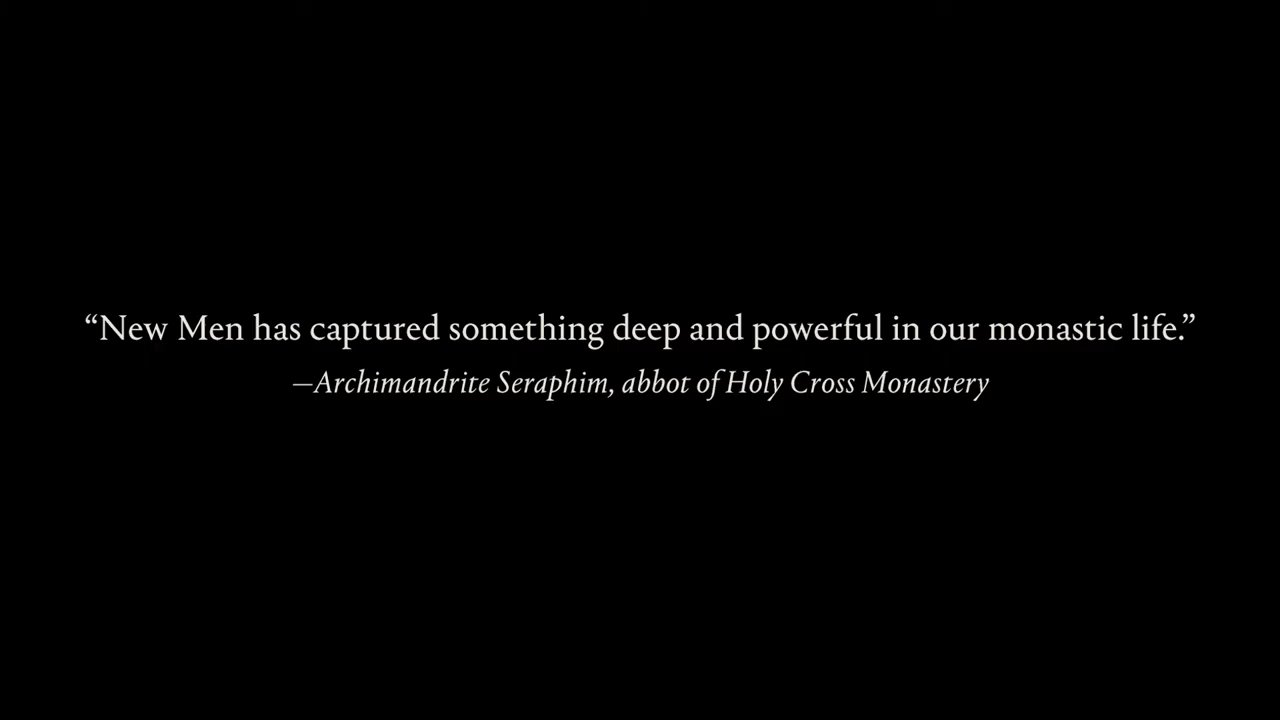 “New Men has captured something deep and powerful in our monastic life.”
—Archimandrite Seraphim, abbot of Holy Cross Monastery